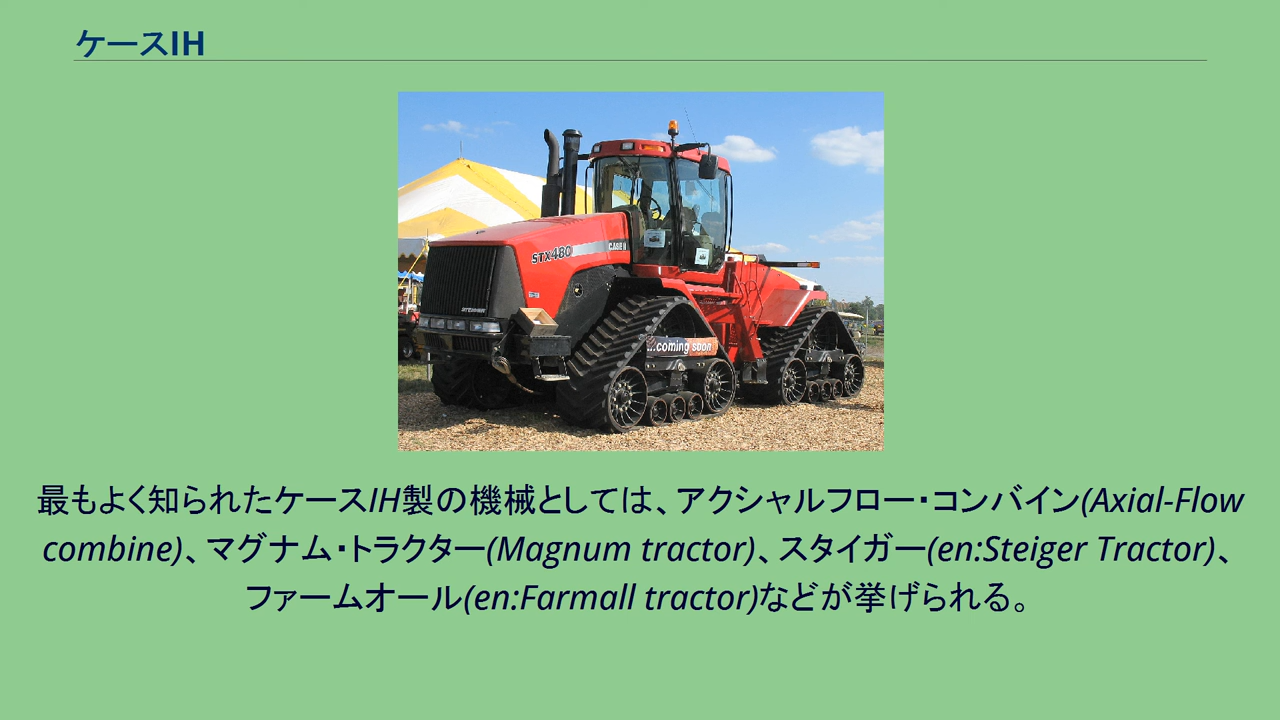 ケースIH
STX480
CASE IH
STEIGER
...coming soon
最もよく知られたケースIH製の機械としては、アクシャルフロー・コンバイン(Axial-Flow
combine)、マグナム・トラクター(Magnum tractor)、スタイガー(en:Steiger Tractor)、
ファームオール(en:Farmall tractor)などが挙げられる。